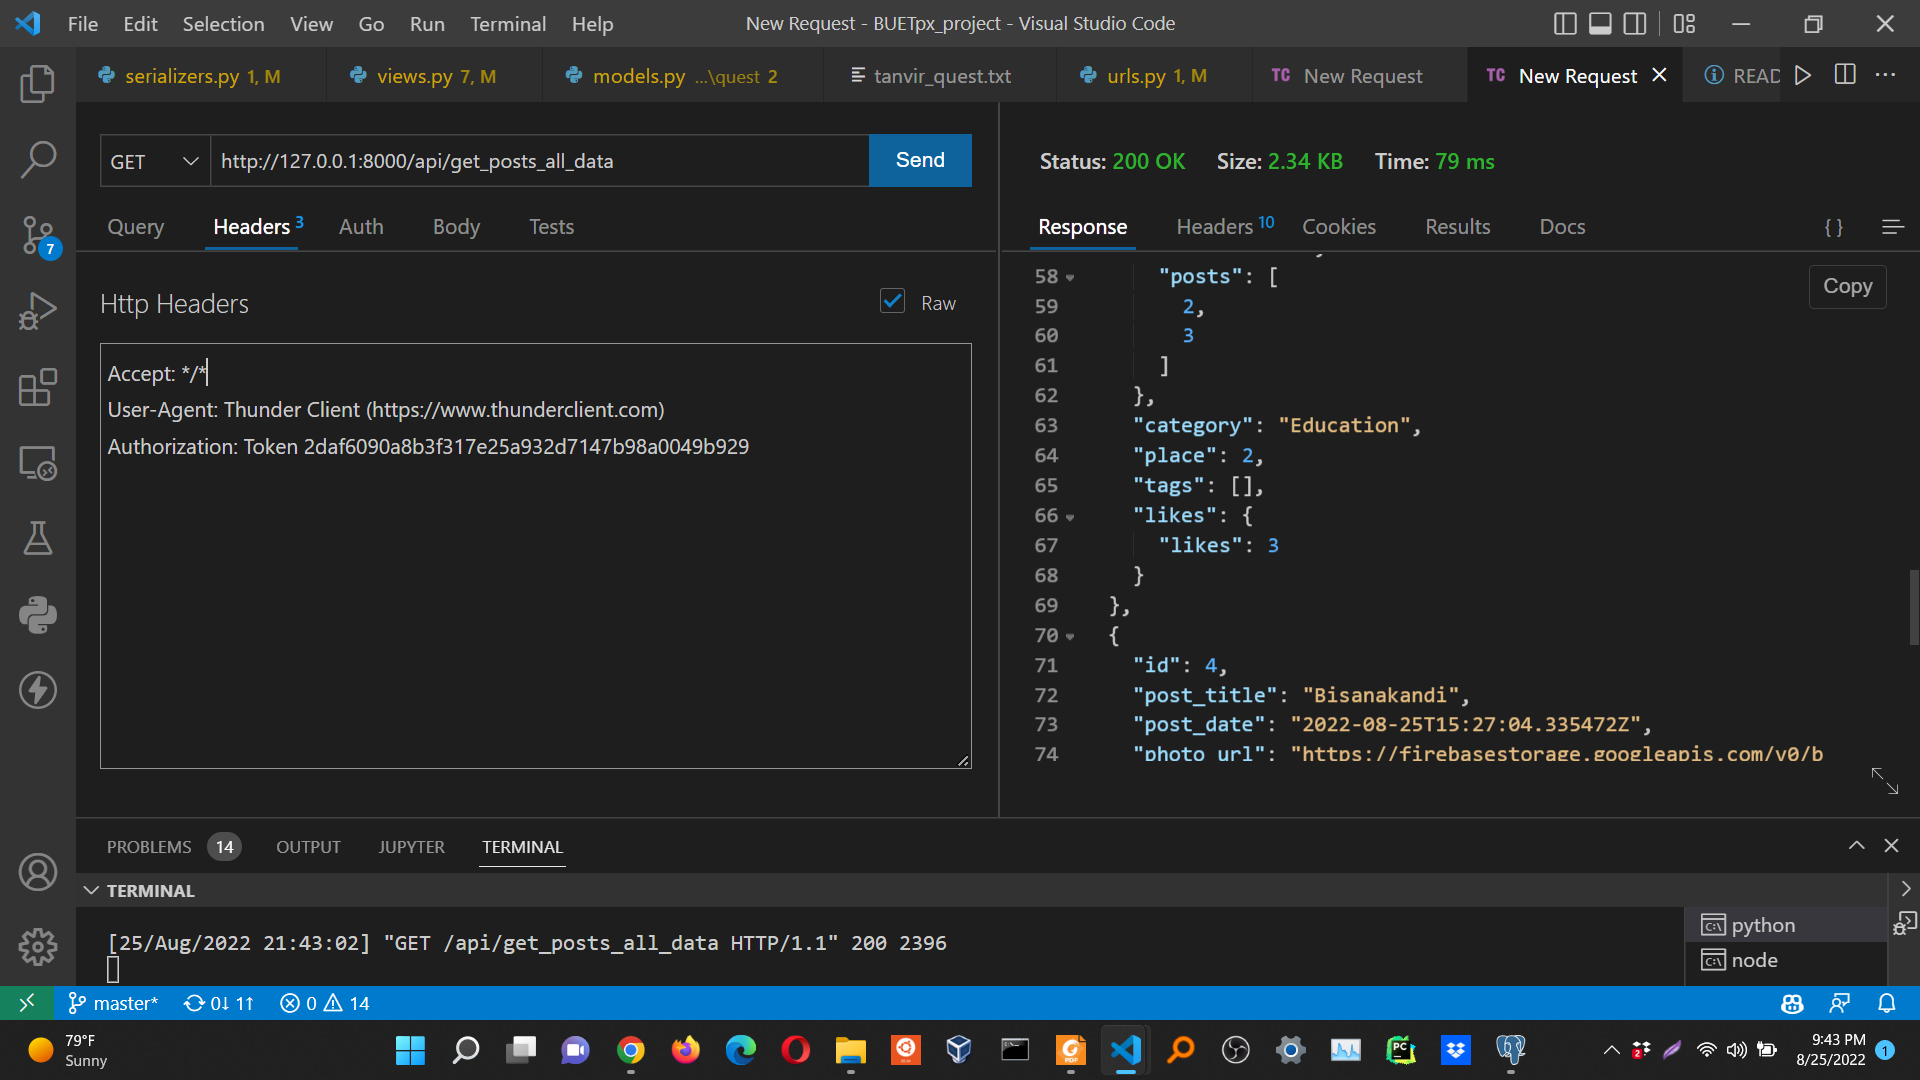 File Edit Selection View Go Run Terminal Help
New Request - BUETpx_project - Visual Studio Code
serializers.py 1, M
views.py 7, M
models.py ...\quest 2
tanvir_quest.txt
urls.py 1, M
TC New Request
TC New Request
READ
GET
http://127.0.0.1:8000/api/get_posts_all_data
Send
Query Headers 3 Auth Body Tests
Http Headers
Raw
Accept: */*
User-Agent: Thunder Client (https://www.thunderclient.com)
Authorization: Token 2daf6090a8b3f317e25a932d7147b98a0049b929
Status: 200 OK Size: 2.34 KB Time: 79 ms
Response Headers 10 Cookies Results Docs { }
Copy
58 "posts": [
59 2,
60 3
61 ]
62 },
63 "category": "Education",
64 "place": 2,
65 "tags": [],
66 "likes": {
67 "likes": 3
68 }
69 },
70 {
71 "id": 4,
72 "post_title": "Bisanakandi",
73 "post_date": "2022-08-25T15:27:04.335472Z",
74 "photo_url": "https://firebasestorage.googleapis.com/v0/b
7
PROBLEMS 14 OUTPUT JUPYTER TERMINAL
TERMINAL
[25/Aug/2022 21:43:02] "GET /api/get_posts_all_data HTTP/1.1" 200 2396
python
node
master* 0↓ 1↑ 0 14
79°F
Sunny
PDF
PC
2
9:43 PM
8/25/2022
1